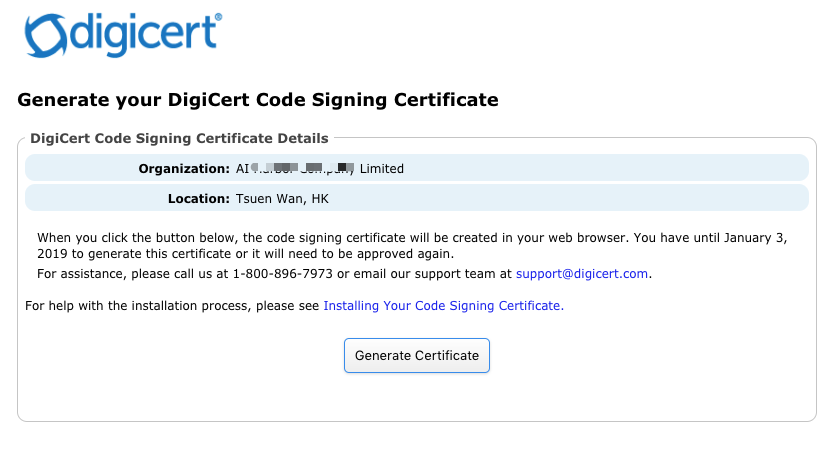 digicert®
Generate your DigiCert Code Signing Certificate
DigiCert Code Signing Certificate Details
Organization: AI Limited
Location: Tsuen Wan, HK
When you click the button below, the code signing certificate will be created in your web browser. You have until January 3,
2019 to generate this certificate or it will need to be approved again.
For assistance, please call us at 1-800-896-7973 or email our support team at support@digicert.com.
For help with the installation process, please see Installing Your Code Signing Certificate.
Generate Certificate